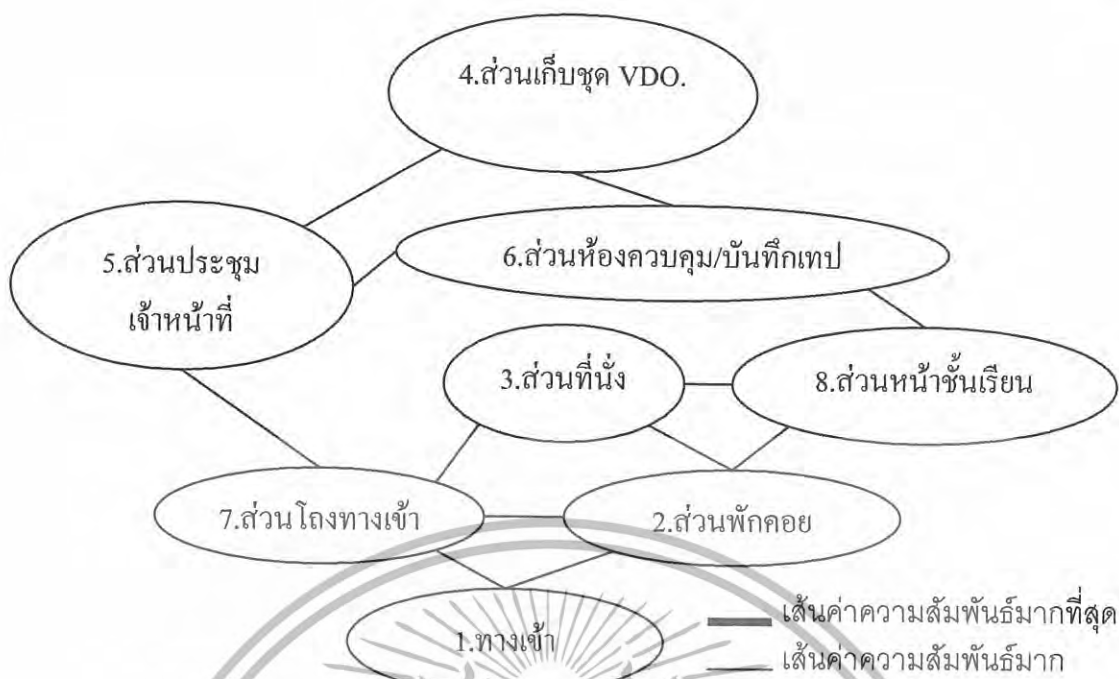 4.ส่วนเก็บชุด VDO.
5.ส่วนประชุม
เจ้าหน้าที่
6.ส่วนห้องควบคุม/บันทึกเทป
3.ส่วนที่นั่ง
8.ส่วนหน้าชั้นเรียน
7.ส่วนโถงทางเข้า
2.ส่วนพักคอย
1.ทางเข้า
เส้นค่าความสัมพันธ์มากที่สุด
เส้นค่าความสัมพันธ์มาก